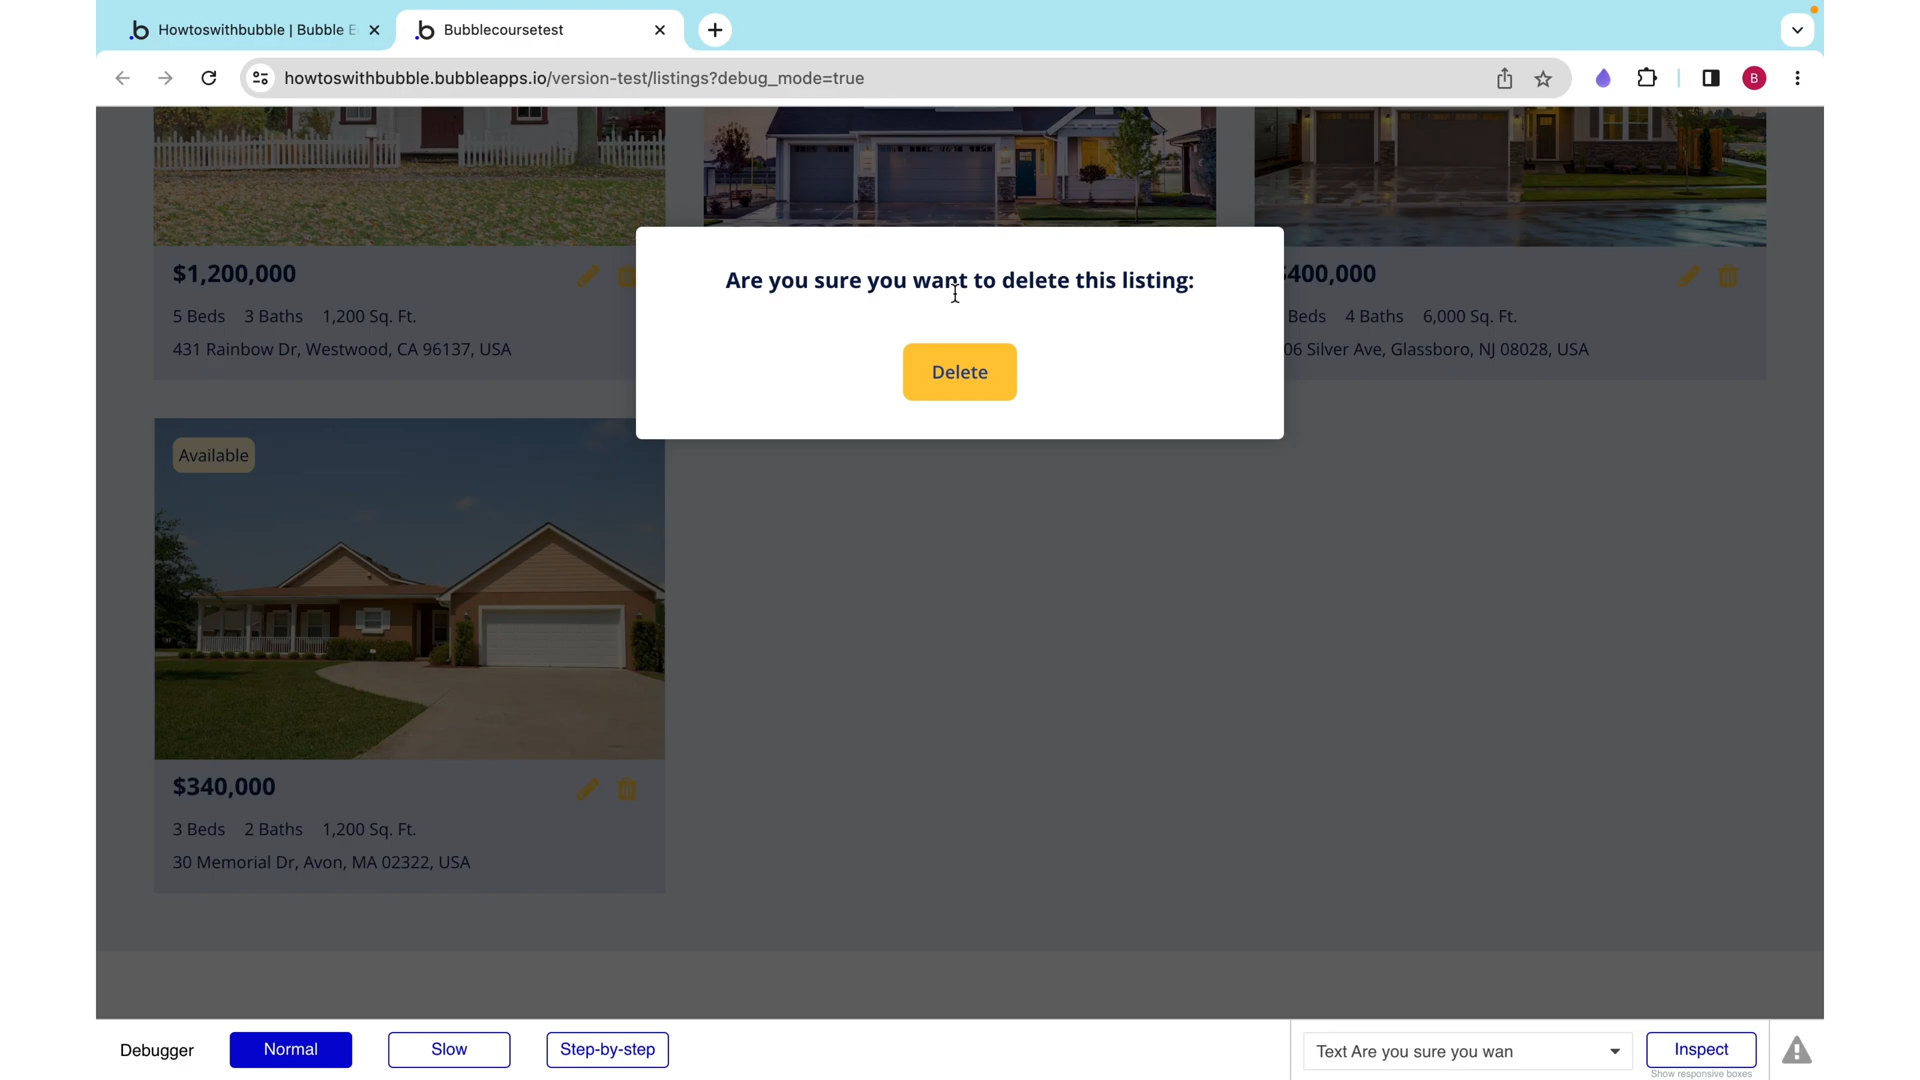 Howtoswithbubble | Bubble E
Bubblecoursetest
howtoswithbubble.bubbleapps.io/version-test/listings?debug_mode=true
B
$1,200,000
5 Beds 3 Baths 1,200 Sq. Ft.
431 Rainbow Dr, Westwood, CA 96137, USA
Are you sure you want to delete this listing:
Delete
400,000
Beds 4 Baths 6,000 Sq. Ft.
06 Silver Ave, Glassboro, NJ 08028, USA
Available
$340,000
3 Beds 2 Baths 1,200 Sq. Ft.
30 Memorial Dr, Avon, MA 02322, USA
Debugger Normal Slow Step-by-step
Text Are you sure you wan
Inspect
Show responsive boxes